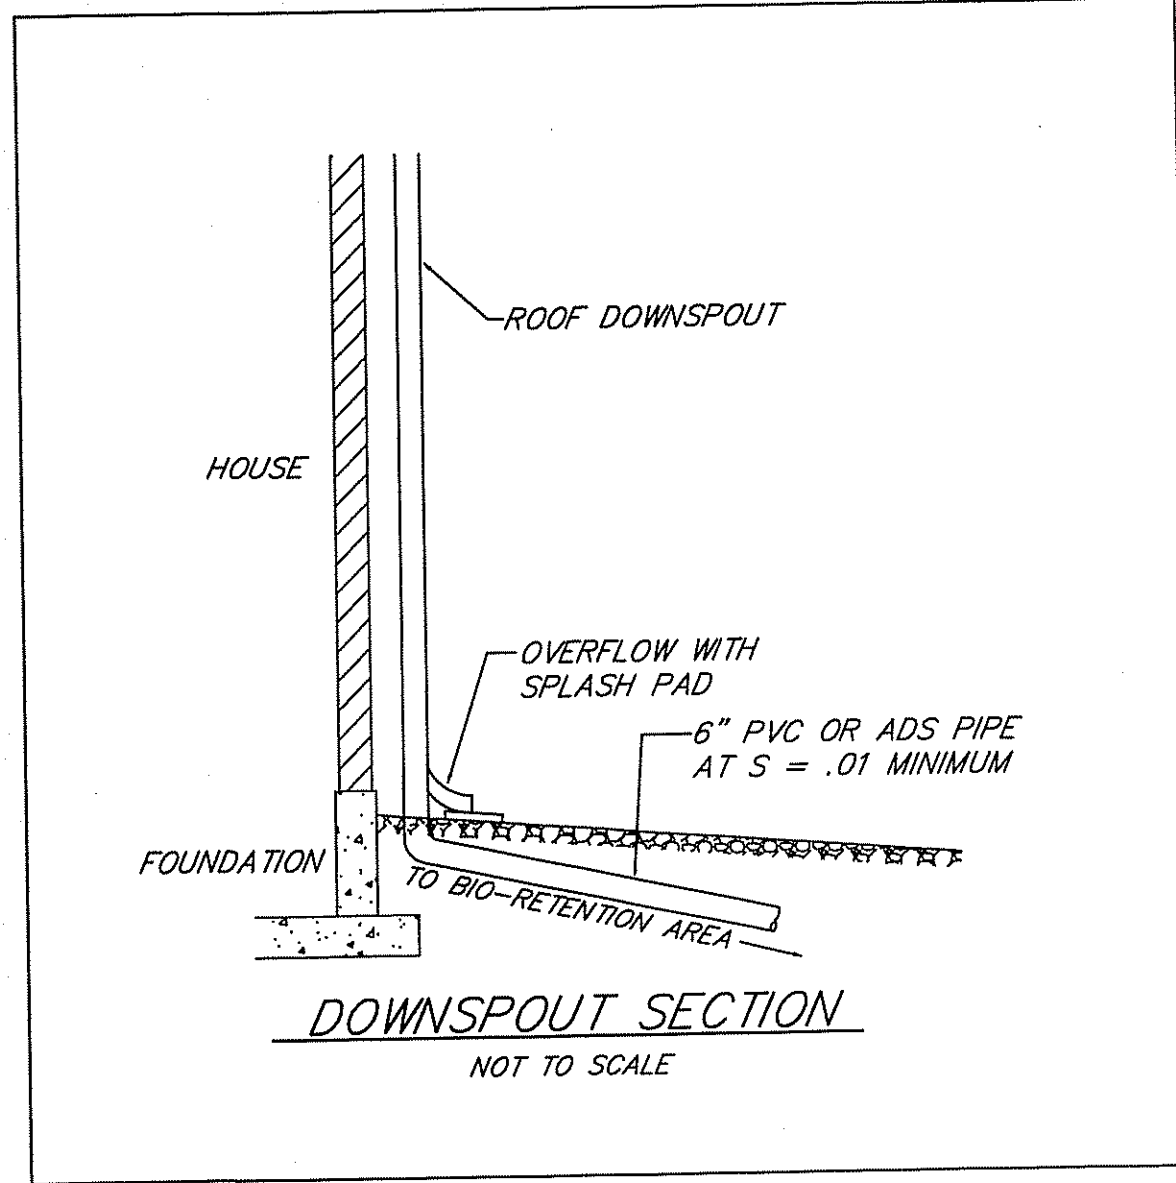 ROOF DOWNSPOUT
HOUSE
OVERFLOW WITH
SPLASH PAD
6" PVC OR ADS PIPE
AT S = .01 MINIMUM
FOUNDATION
TO BIO-RETENTION AREA
DOWNSPOUT SECTION
NOT TO SCALE